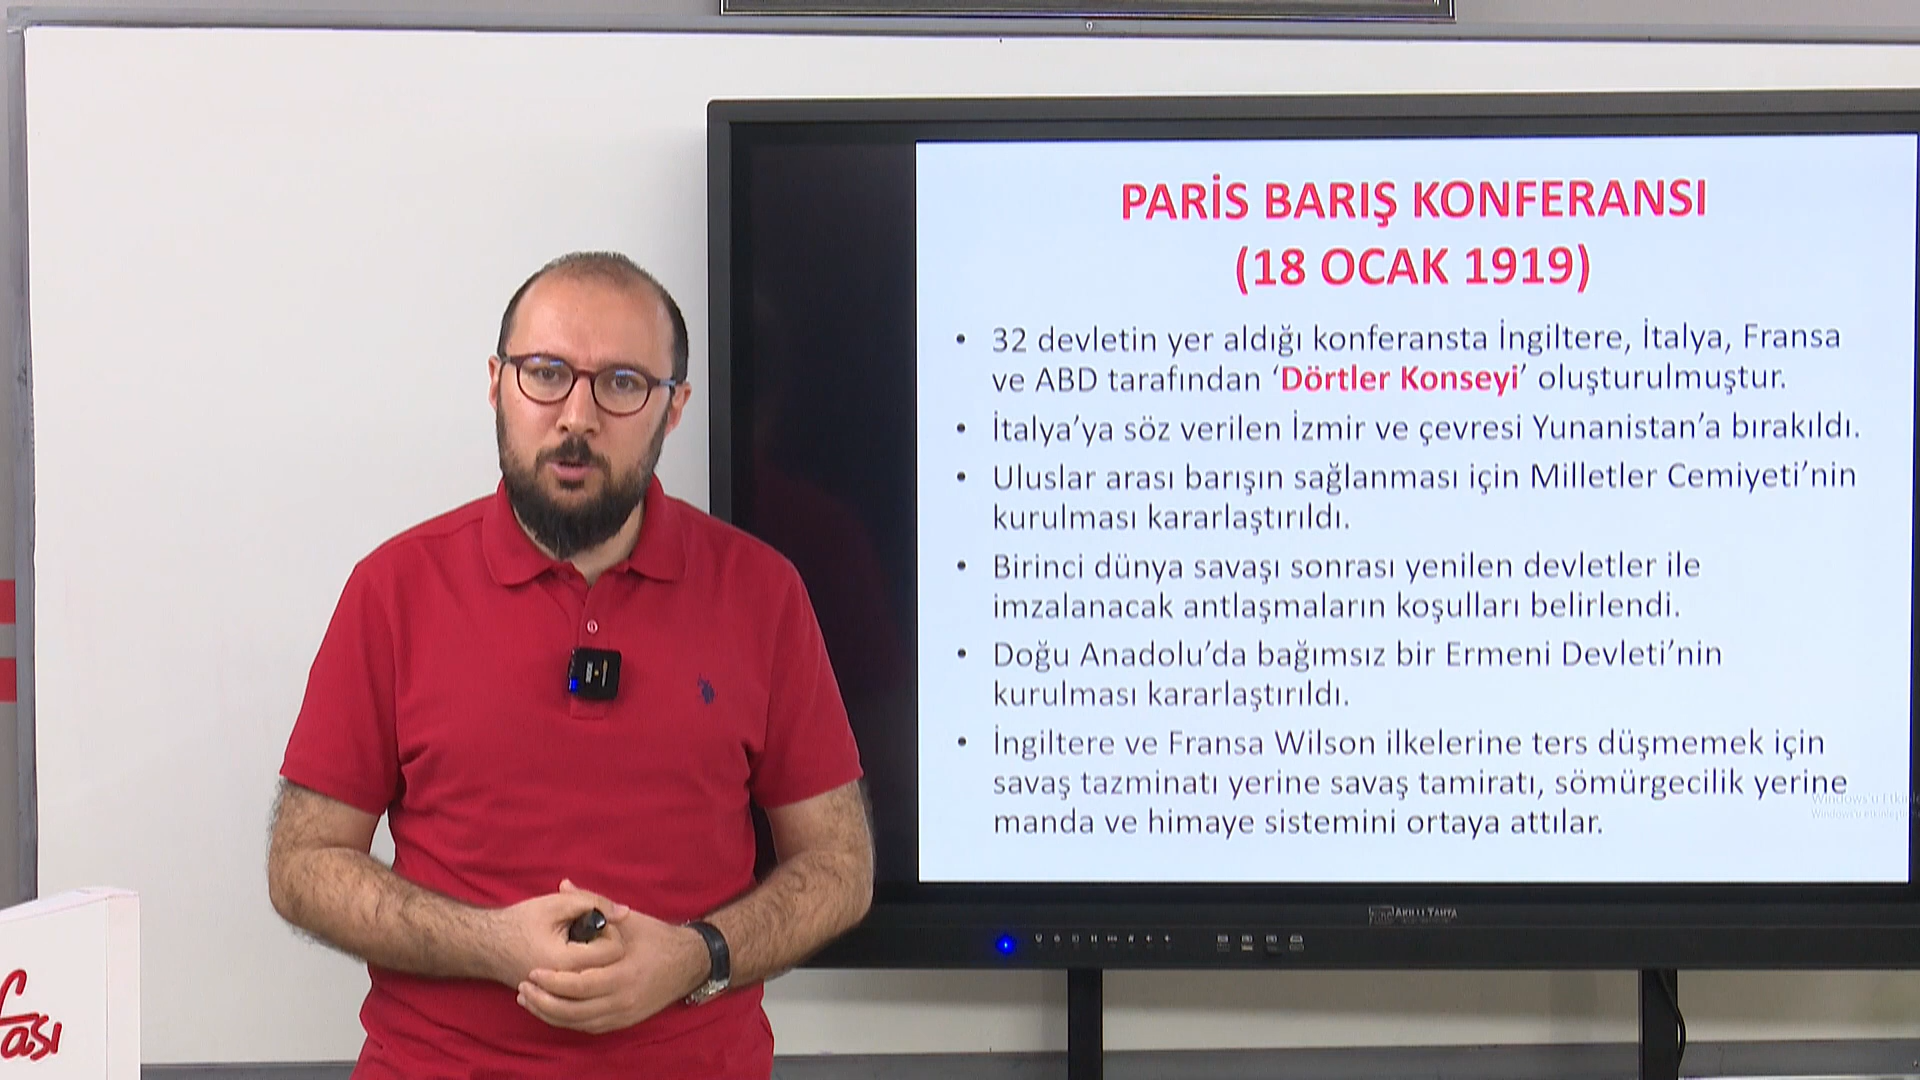 PARİS BARIŞ KONFERANSI
(18 OCAK 1919)
• 32 devletin yer aldığı konferansta İngiltere, İtalya, Fransa
ve ABD tarafından ‘Dörtler Konseyi’ oluşturulmuştur.
• İtalya’ya söz verilen İzmir ve çevresi Yunanistan’a bırakıldı.
• Uluslar arası barışın sağlanması için Milletler Cemiyeti’nin
kurulması kararlaştırıldı.
• Birinci dünya savaşı sonrası yenilen devletler ile
imzalanacak antlaşmaların koşulları belirlendi.
• Doğu Anadolu’da bağımsız bir Ermeni Devleti’nin
kurulması kararlaştırıldı.
• İngiltere ve Fransa Wilson ilkelerine ters düşmemek için
savaş tazminatı yerine savaş tamiratı, sömürgecilik yerine
manda ve himaye sistemini ortaya attılar.
AKILLI TAHTA
fası